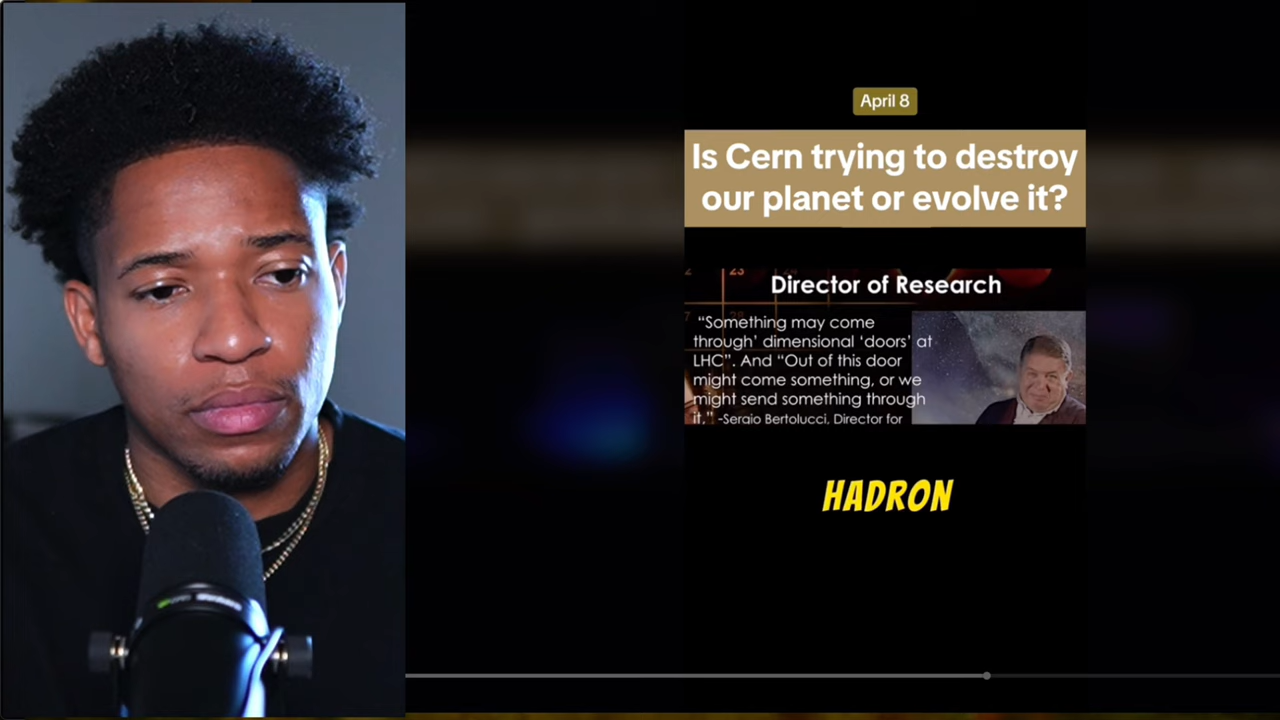 April 8
Is Cern trying to destroy
our planet or evolve it?
23
Director of Research
“Something may come
through’ dimensional ‘doors’ at
LHC”. And “Out of this door
might come something, or we
might send something through
it,” -Sergio Bertolucci, Director for
HADRON